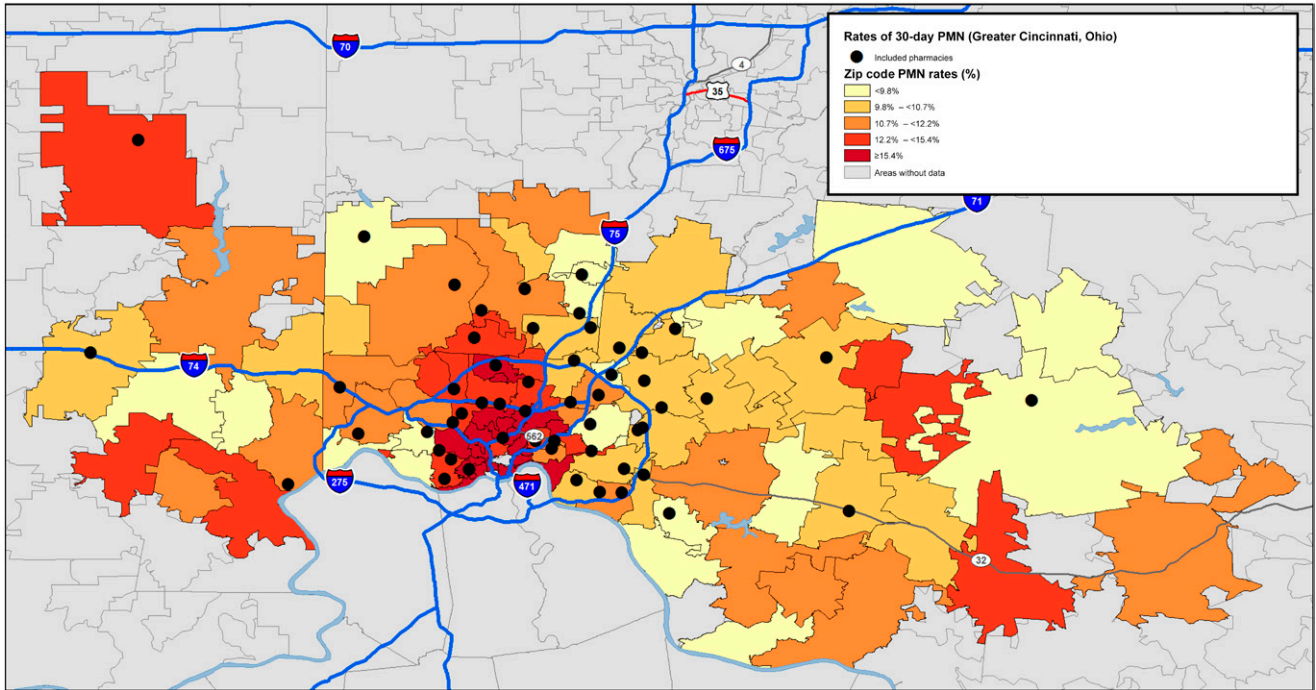 Rates of 30-day PMN (Greater Cincinnati, Ohio)
Included pharmacies
Zip code PMN rates (%)
<9.8%
9.8% – <10.7%
10.7% – <12.2%
12.2% – <15.4%
≥15.4%
Areas without data
70
4
35
675
71
75
74
562
275
471
32